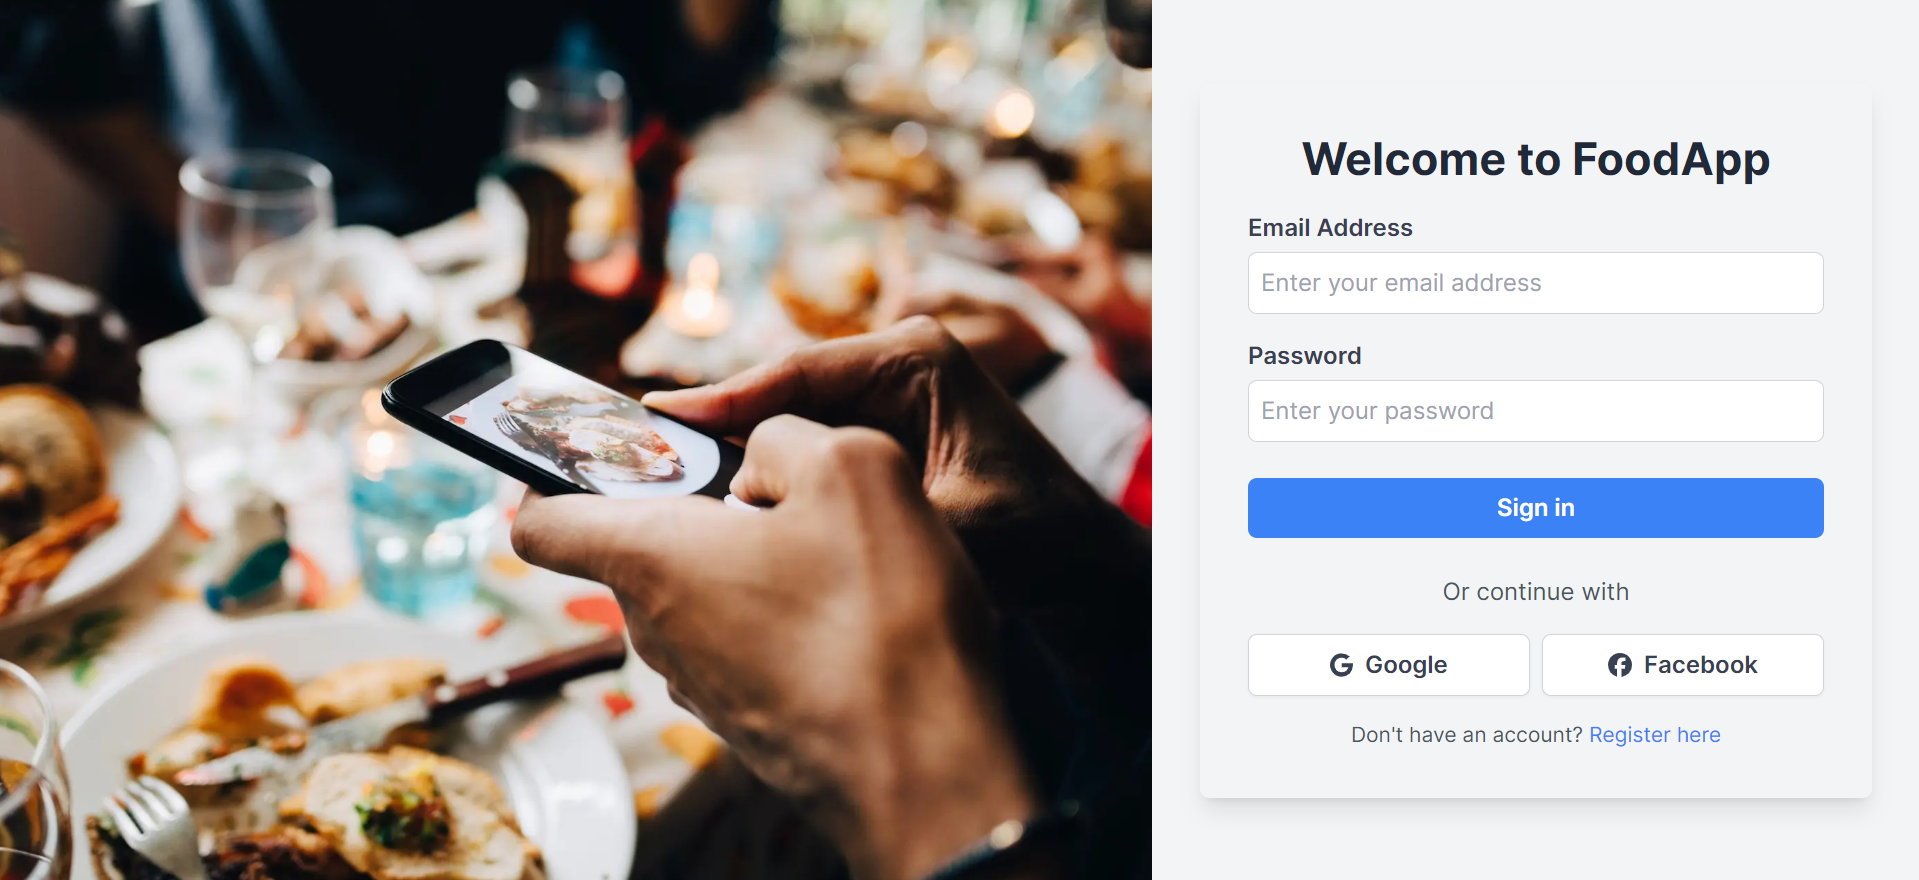 Welcome to FoodApp
Email Address
Enter your email address
Password
Enter your password
Sign in
Or continue with
Google
Facebook
Don't have an account? Register here